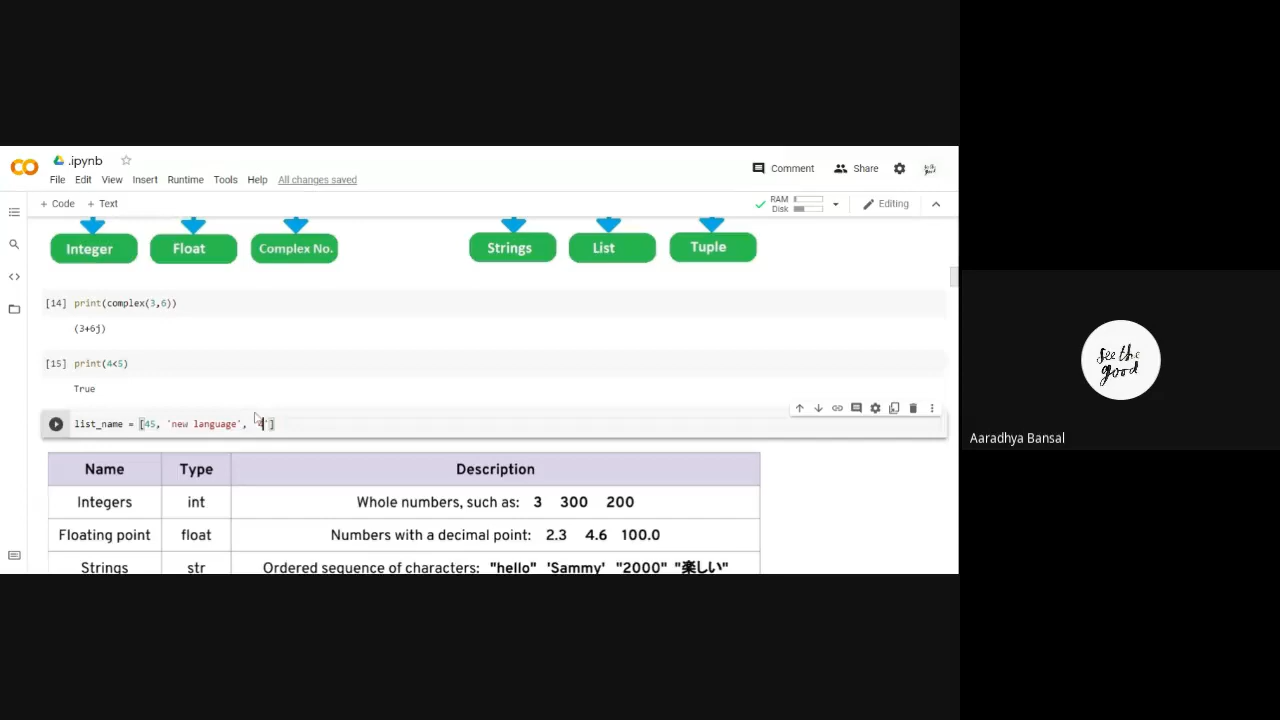 .ipynb
Comment Share
File Edit View Insert Runtime Tools Help All changes saved
+ Code + Text
RAM
Disk
Editing
Integer Float Complex No. Strings List Tuple
[14] print(complex(3,6))
(3+6j)
[15] print(4<5)
True
list_name = [45, 'new language', '4']
Name Type Description
Integers int Whole numbers, such as: 3 300 200
Floating point float Numbers with a decimal point: 2.3 4.6 100.0
Strings str Ordered sequence of characters: "hello" 'Sammy' "2000" "楽しい"
see the
good
Aaradhya Bansal